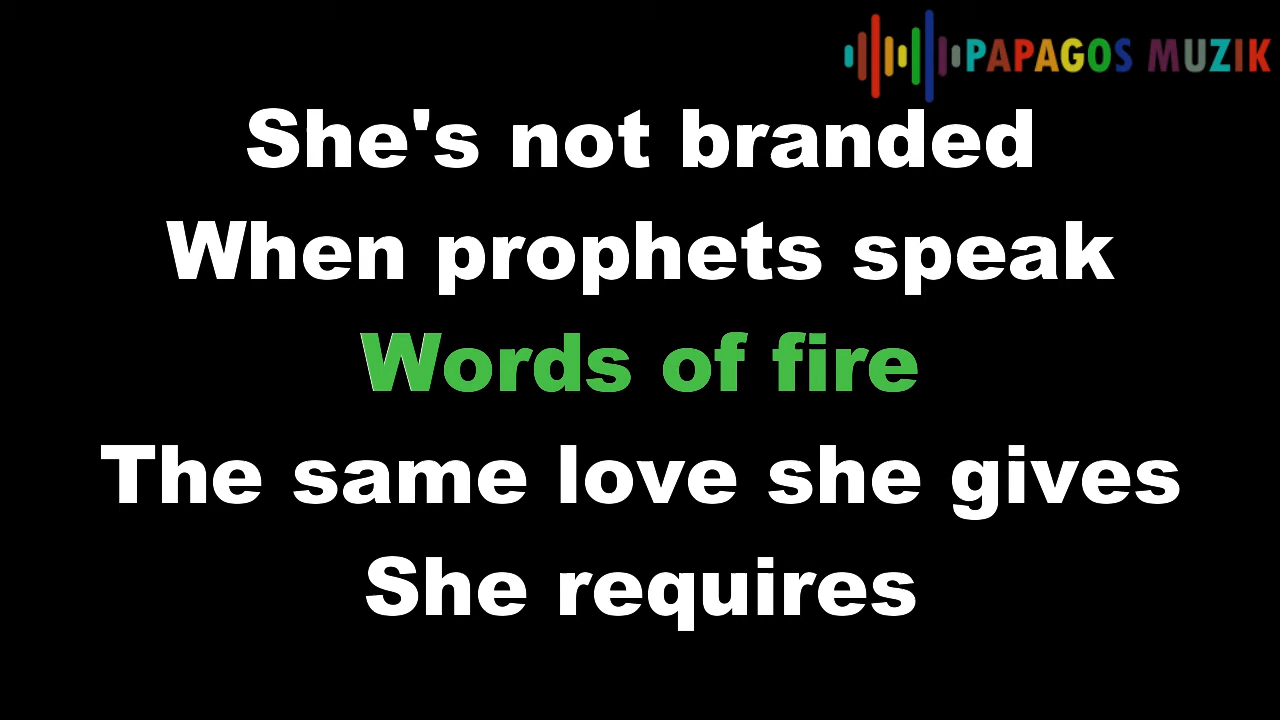 PAPAGOS MUZIK
She's not branded
When prophets speak
Words of fire
The same love she gives
She requires